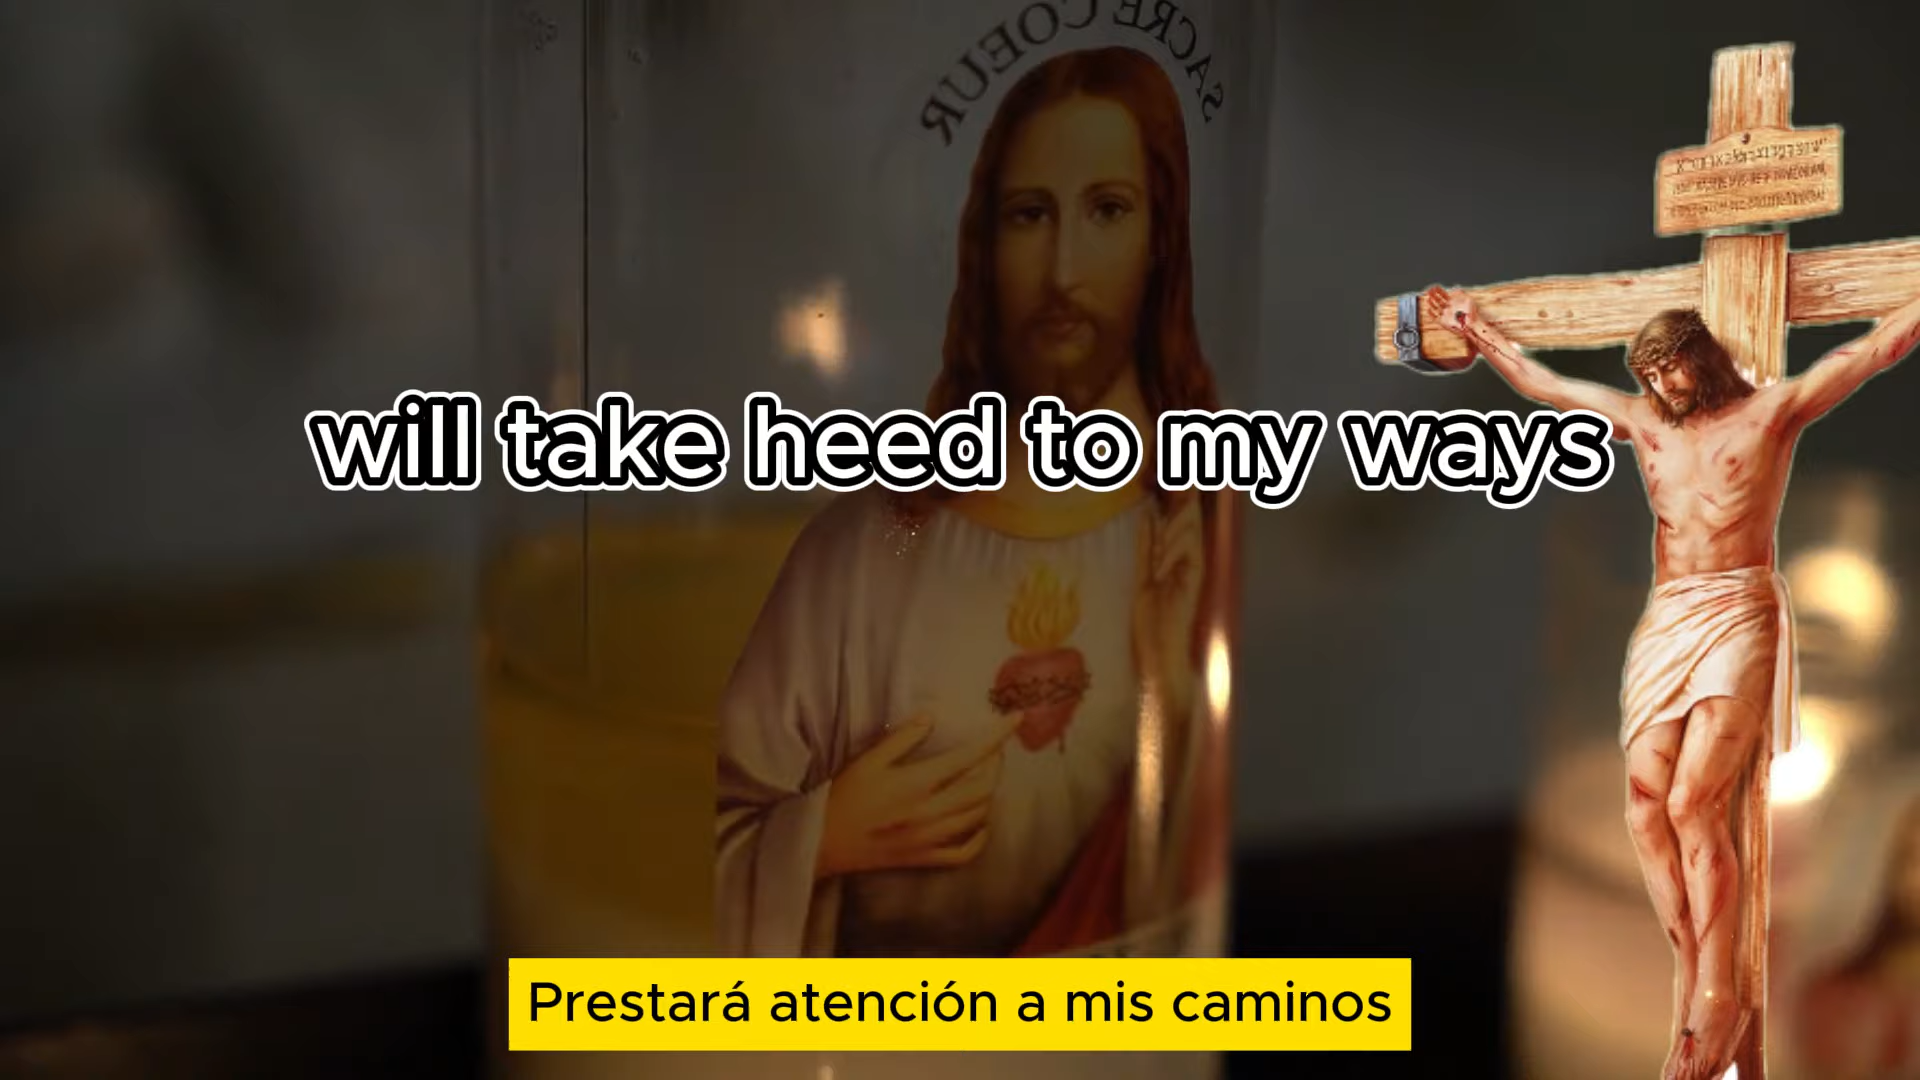 SACRE COEUR
will take heed to my ways
Prestará atención a mis caminos